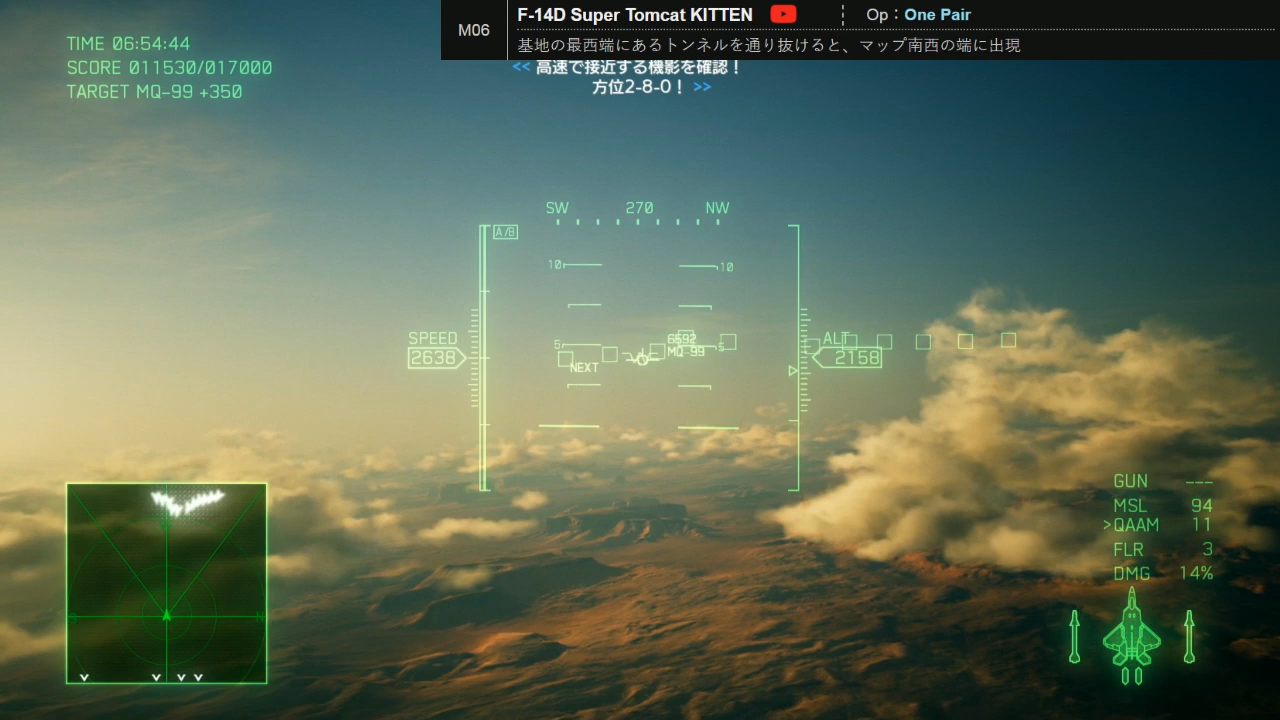 M06
F-14D Super Tomcat KITTEN
Op：One Pair
基地の最西端にあるトンネルを通り抜けると、マップ南西の端に出現
TIME 06:54:44
SCORE 011530/017000
TARGET MQ-99 +350
<< 高速で接近する機影を確認！
方位2-8-0！ >>
SW 270 NW
A/B
10 10
SPEED
2638
5 5
6592
MQ-99
NEXT
ALT
2158
GUN ---
MSL 94
>QAAM 11
FLR 3
DMG 14%